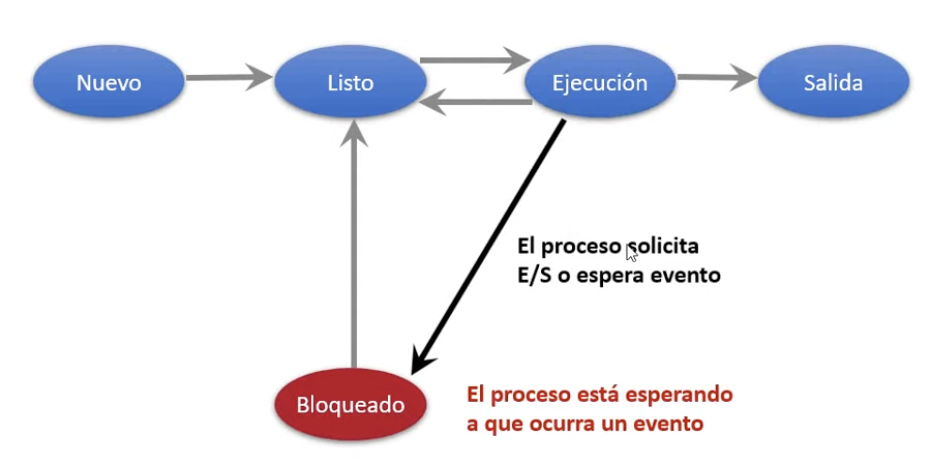 Nuevo
Listo
Ejecución
Salida
El proceso solicita
E/S o espera evento
Bloqueado
El proceso está esperando
a que ocurra un evento